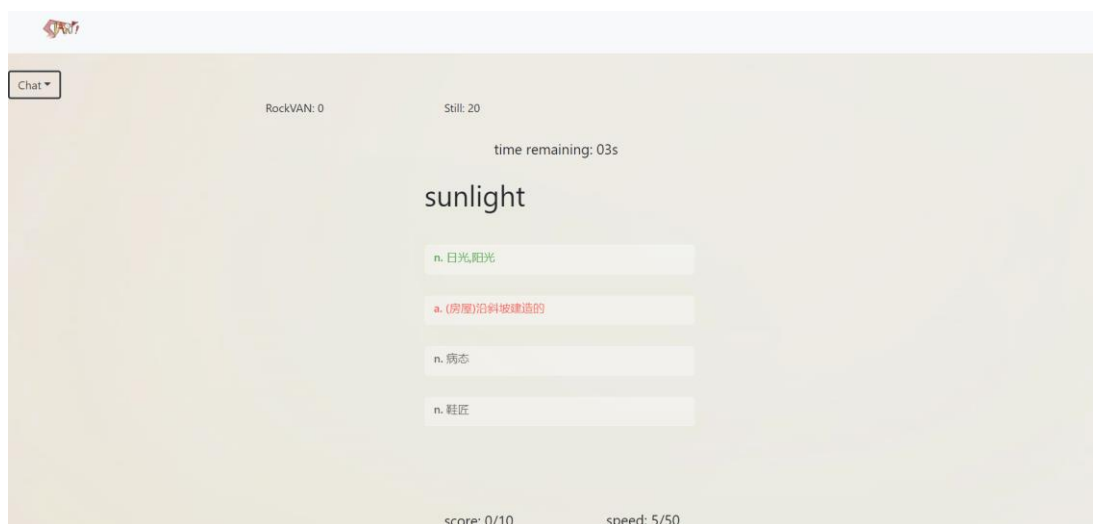 START!
Chat
RockVAN: 0 Still: 20
time remaining: 03s
sunlight
n. 日光,阳光
a. (房屋)沿斜坡建造的
n. 病态
n. 鞋匠
score: 0/10 speed: 5/50